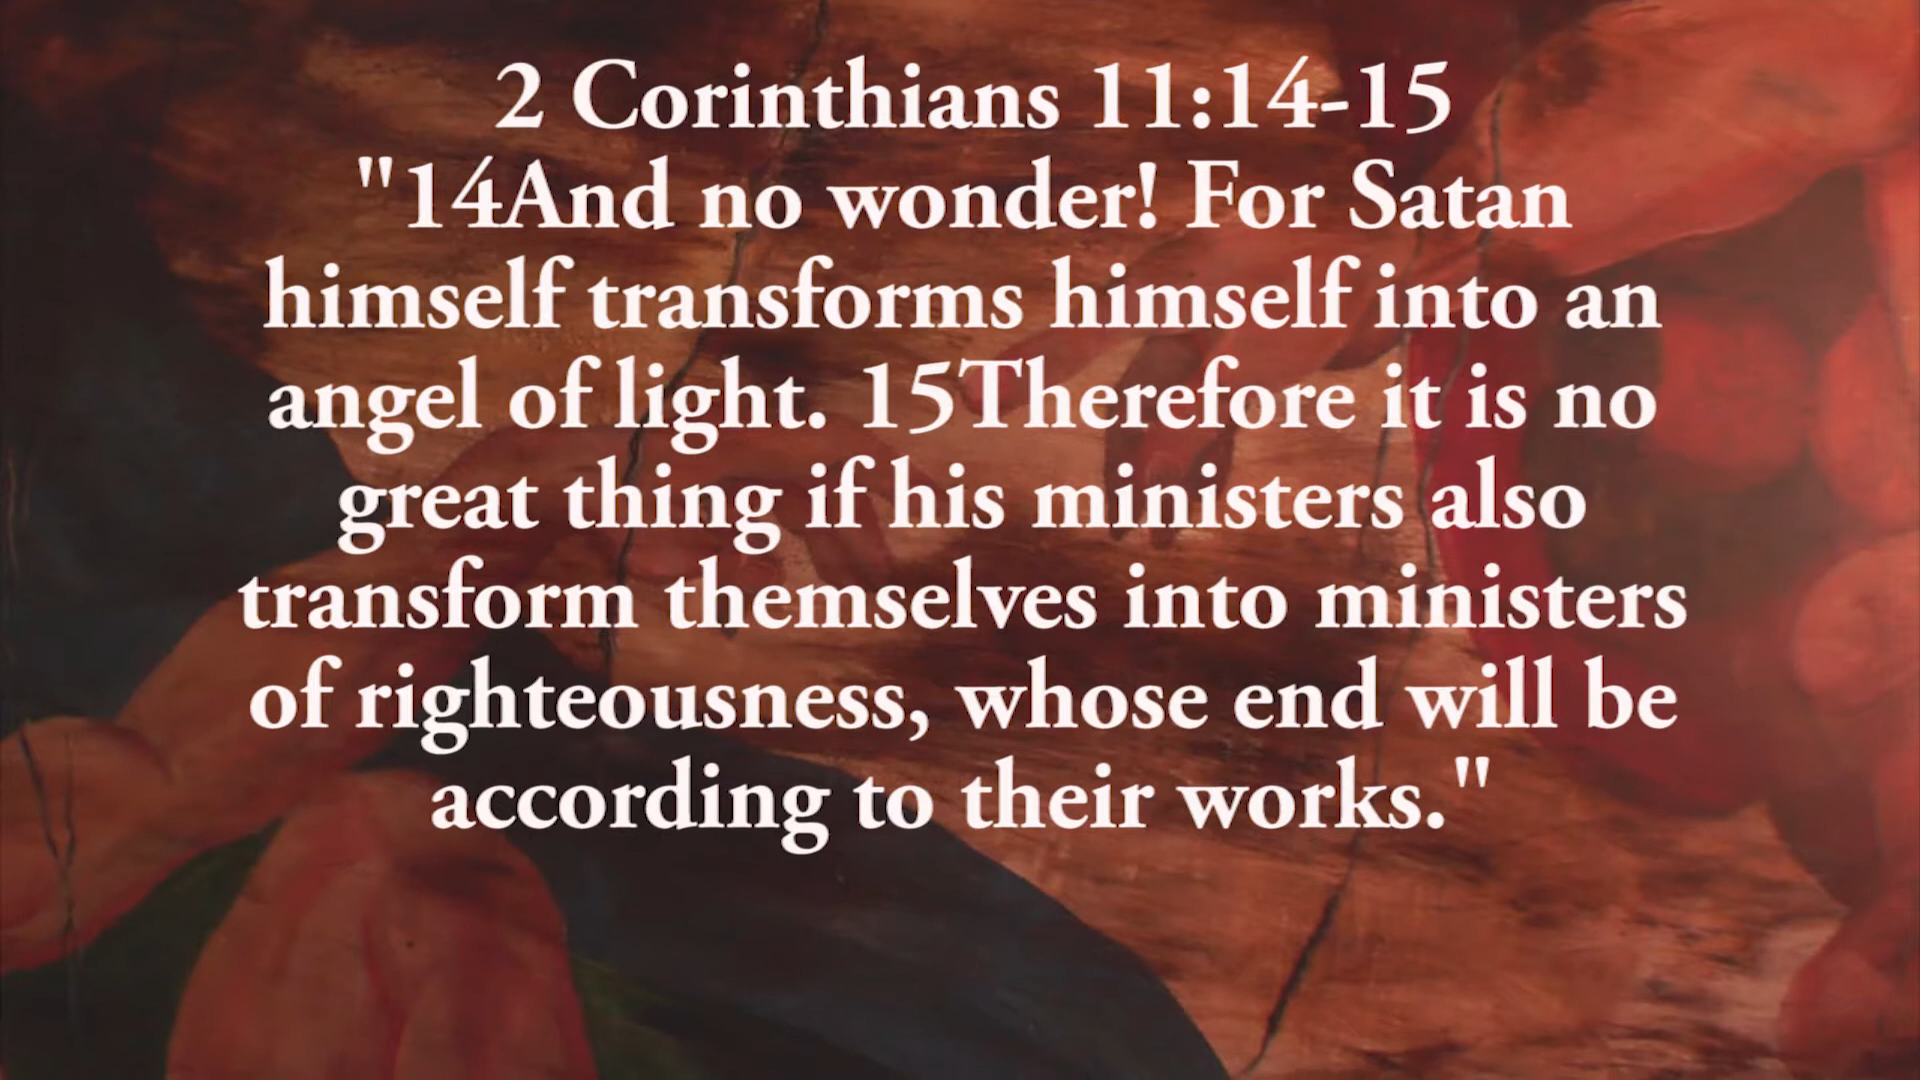 2 Corinthians 11:14-15
"14And no wonder! For Satan
himself transforms himself into an
angel of light. 15Therefore it is no
great thing if his ministers also
transform themselves into ministers
of righteousness, whose end will be
according to their works."